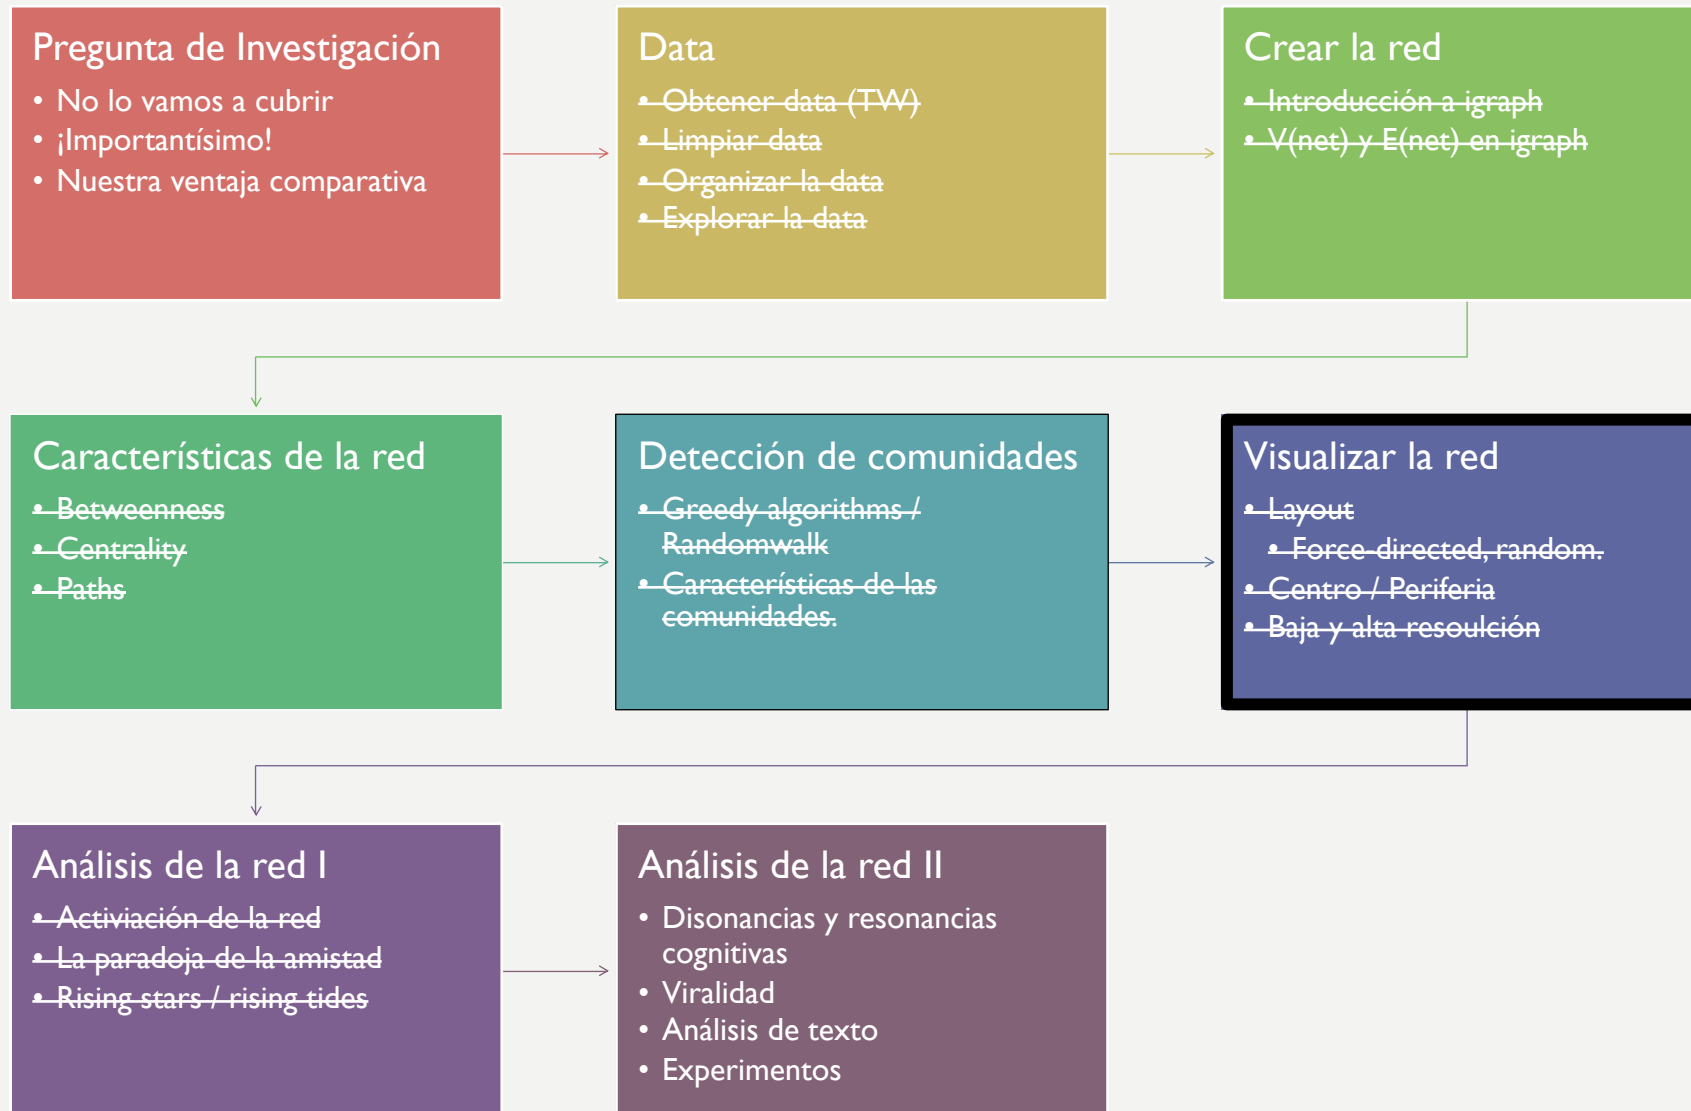 Pregunta de Investigación
• No lo vamos a cubrir
• ¡Importantísimo!
• Nuestra ventaja comparativa
Data
• Obtener data (TW)
• Limpiar data
• Organizar la data
• Explorar la data
Crear la red
• Introducción a igraph
• V(net) y E(net) en igraph
Características de la red
• Betweenness
• Centrality
• Paths
Detección de comunidades
• Greedy algorithms /
Randomwalk
• Características de las
comunidades.
Visualizar la red
• Layout
• Force-directed, random.
• Centro / Periferia
• Baja y alta resoulción
Análisis de la red I
• Activiación de la red
• La paradoja de la amistad
• Rising stars / rising tides
Análisis de la red II
• Disonancias y resonancias
cognitivas
• Viralidad
• Análisis de texto
• Experimentos